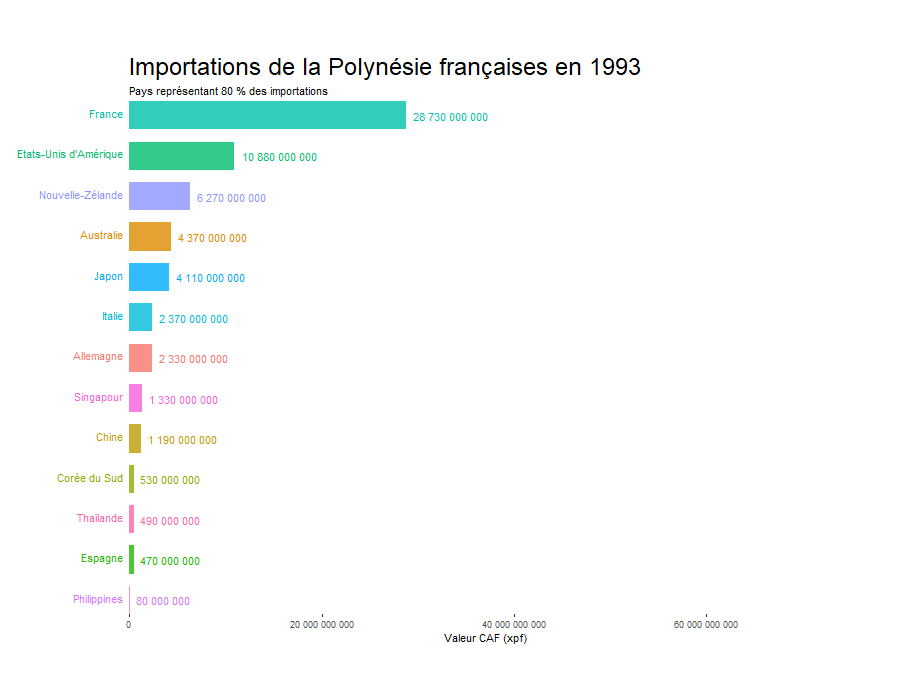 Importations de la Polynésie françaises en 1993
Pays représentant 80 % des importations
France 28 730 000 000
Etats-Unis d'Amérique 10 880 000 000
Nouvelle-Zélande 6 270 000 000
Australie 4 370 000 000
Japon 4 110 000 000
Italie 2 370 000 000
Allemagne 2 330 000 000
Singapour 1 330 000 000
Chine 1 190 000 000
Corée du Sud 530 000 000
Thaïlande 490 000 000
Espagne 470 000 000
Philippines 80 000 000
0 20 000 000 000 40 000 000 000 60 000 000 000
Valeur CAF (xpf)